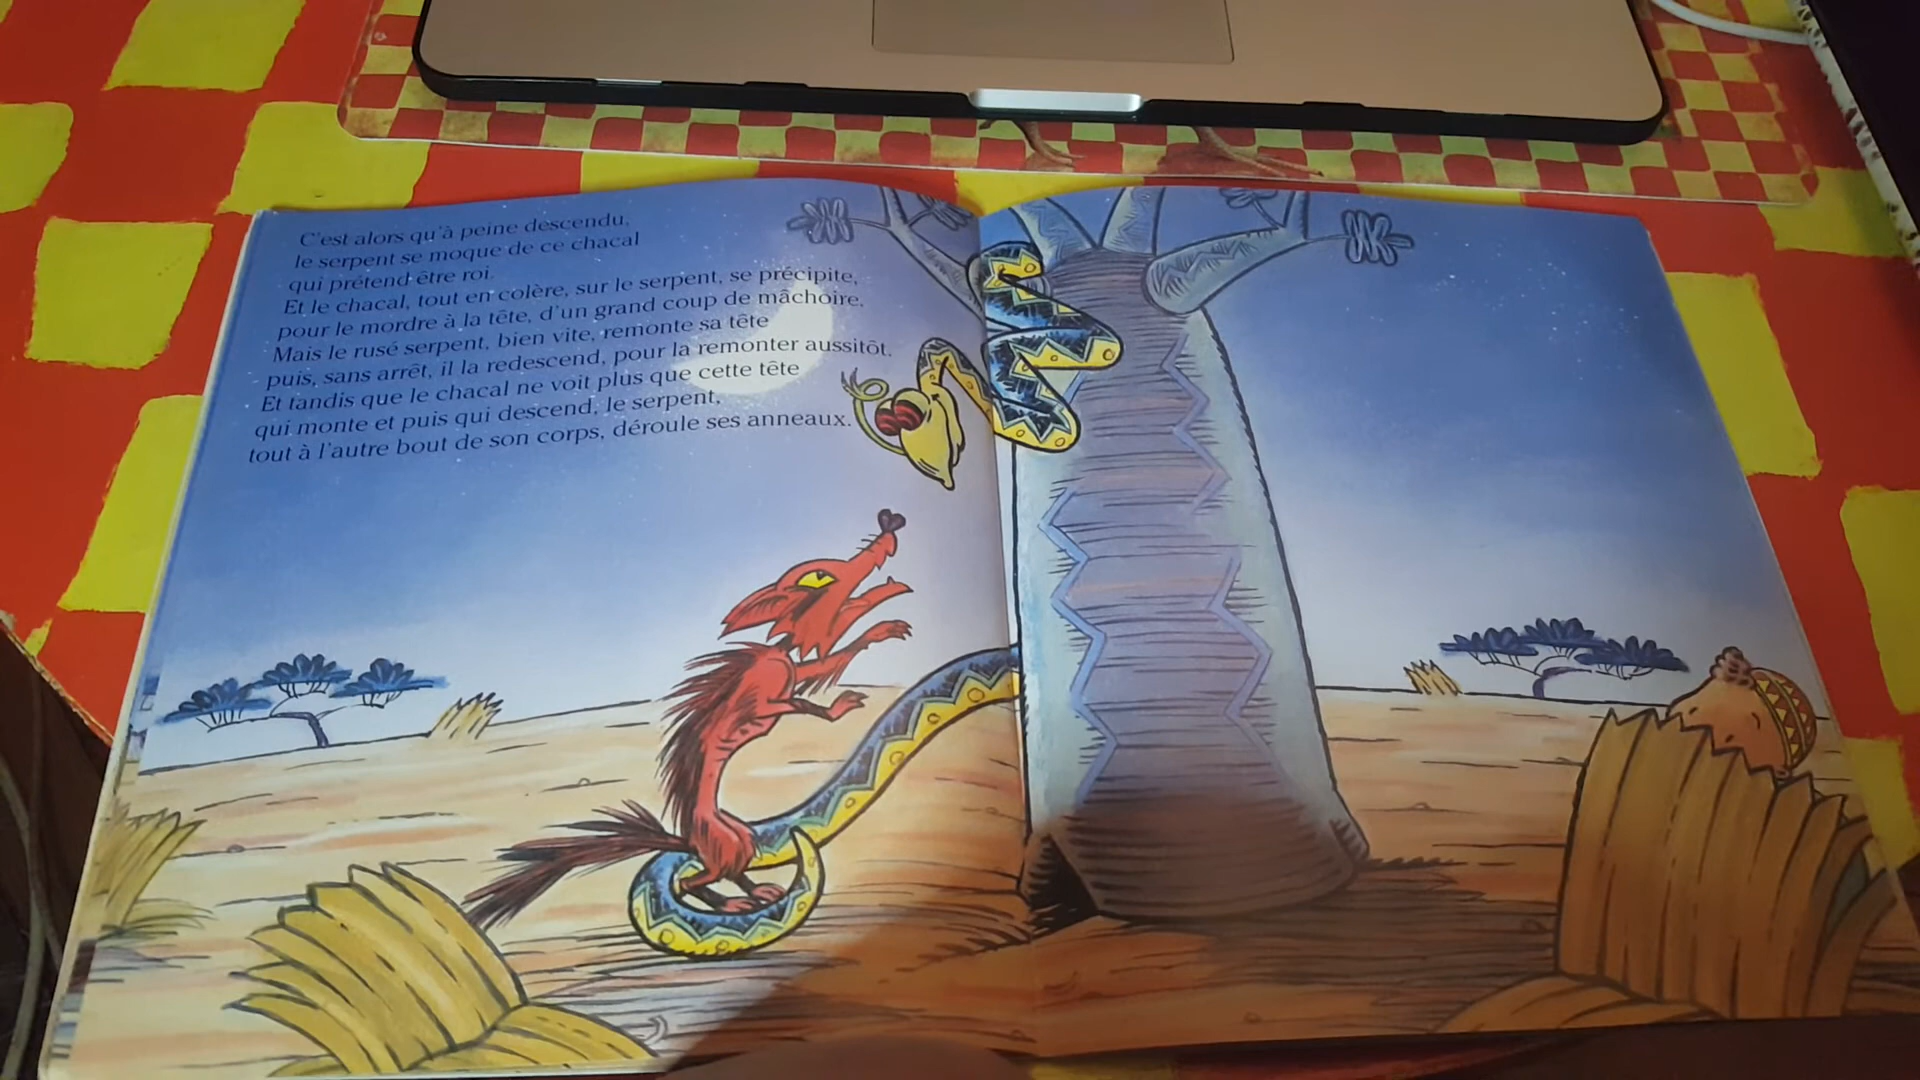 C'est alors qu'à peine descendu,
le serpent se moque de ce chacal
qui prétend être roi.
Et le chacal, tout en colère, sur le serpent, se précipite,
pour le mordre à la tête, d'un grand coup de mâchoire.
Mais le rusé serpent, bien vite, remonte sa tête
puis, sans arrêt, il la redescend, pour la remonter aussitôt.
Et tandis que le chacal ne voit plus que cette tête
qui monte et puis qui descend, le serpent,
tout à l'autre bout de son corps, déroule ses anneaux.